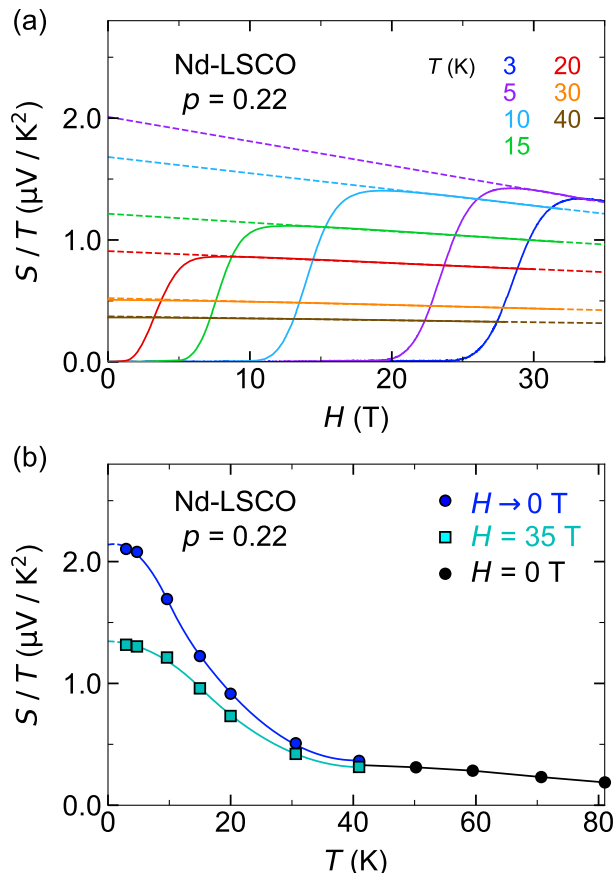 (a)
Nd-LSCO
p = 0.22
T (K) 3 20
5 30
10 40
15
2.0
1.0
0.0
S / T (μV / K²)
0 10 20 30
H (T)
(b)
Nd-LSCO
p = 0.22
H → 0 T
H = 35 T
H = 0 T
2.0
1.0
0.0
S / T (μV / K²)
0 20 40 60 80
T (K)